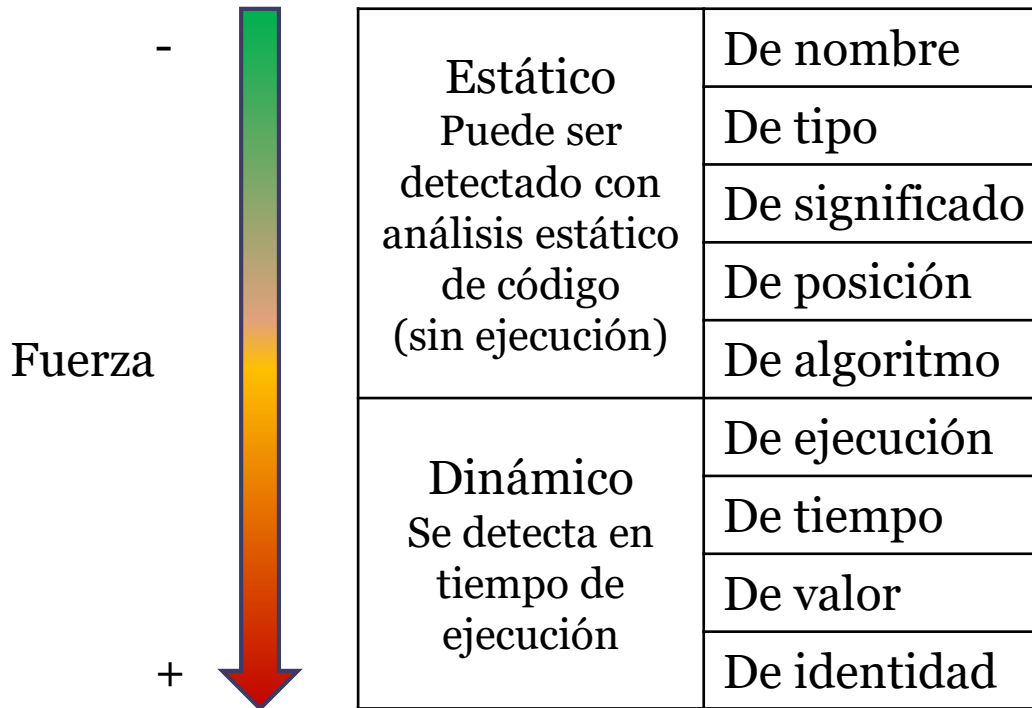 -
Fuerza
+
Estático
Puede ser
detectado con
análisis estático
de código
(sin ejecución)
De nombre
De tipo
De significado
De posición
De algoritmo
Dinámico
Se detecta en
tiempo de
ejecución
De ejecución
De tiempo
De valor
De identidad